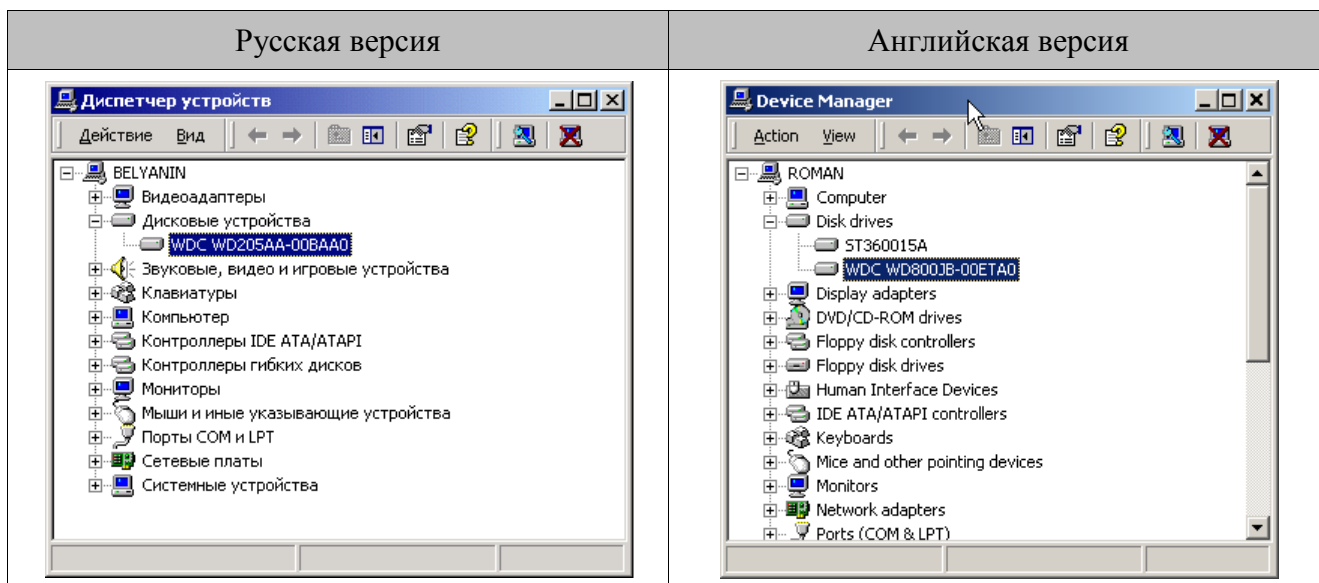 Русская версия
Английская версия
Диспетчер устройств
Действие Вид
BELYANIN
Видеоадаптеры
Дисковые устройства
WDC WD205AA-00BAA0
Звуковые, видео и игровые устройства
Клавиатуры
Компьютер
Контроллеры IDE ATA/ATAPI
Контроллеры гибких дисков
Мониторы
Мыши и иные указывающие устройства
Порты COM и LPT
Сетевые платы
Системные устройства
Device Manager
Action View
ROMAN
Computer
Disk drives
ST360015A
WDC WD800JB-00ETA0
Display adapters
DVD/CD-ROM drives
Floppy disk controllers
Floppy disk drives
Human Interface Devices
IDE ATA/ATAPI controllers
Keyboards
Mice and other pointing devices
Monitors
Network adapters
Ports (COM & LPT)